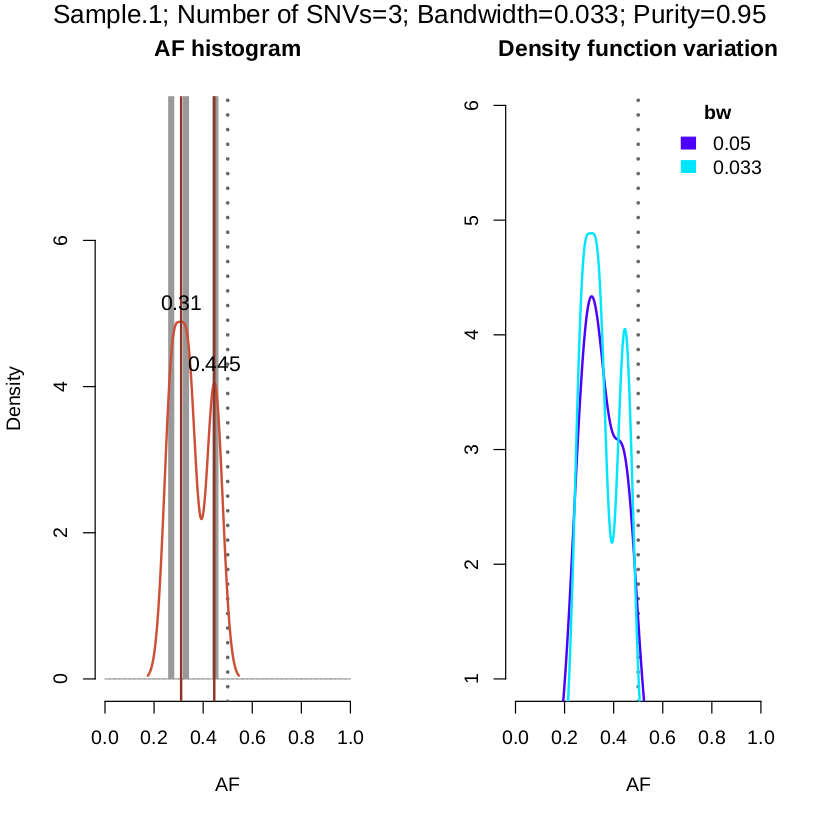 Sample.1; Number of SNVs=3; Bandwidth=0.033; Purity=0.95
AF histogram
Density
6
4
2
0
0.31
0.445
0.0 0.2 0.4 0.6 0.8 1.0
AF
Density function variation
6
5
4
3
2
1
bw
0.05
0.033
0.0 0.2 0.4 0.6 0.8 1.0
AF